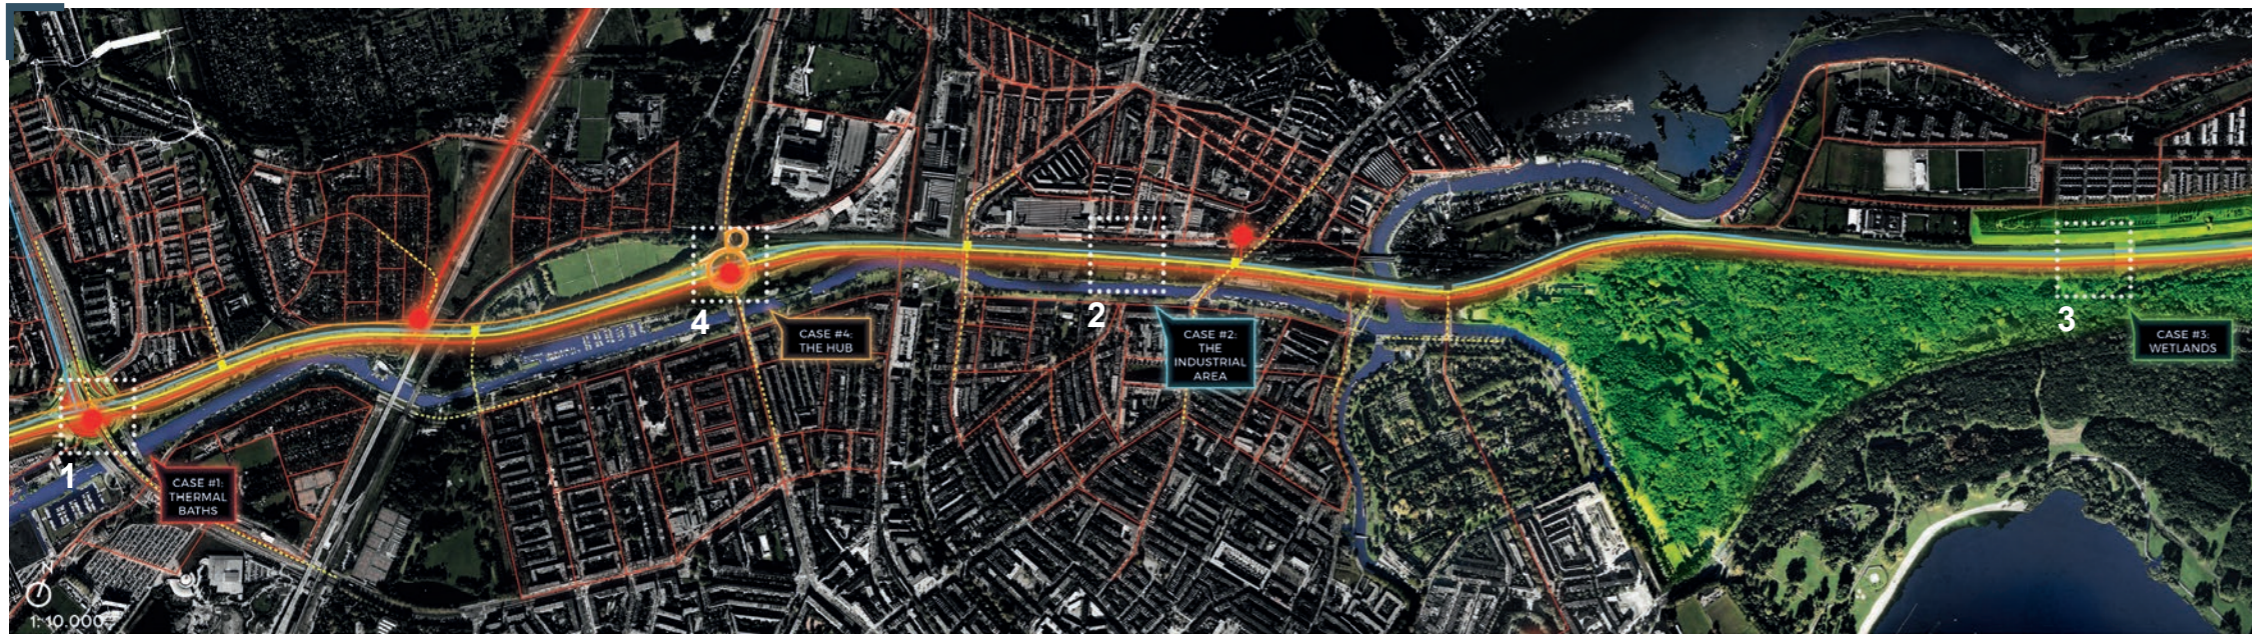 4
CASE #4:
THE HUB
2
CASE #2:
THE
INDUSTRIAL
AREA
3
CASE #3:
WETLANDS
1
CASE #1:
THERMAL
BATHS
N
1: 10.000